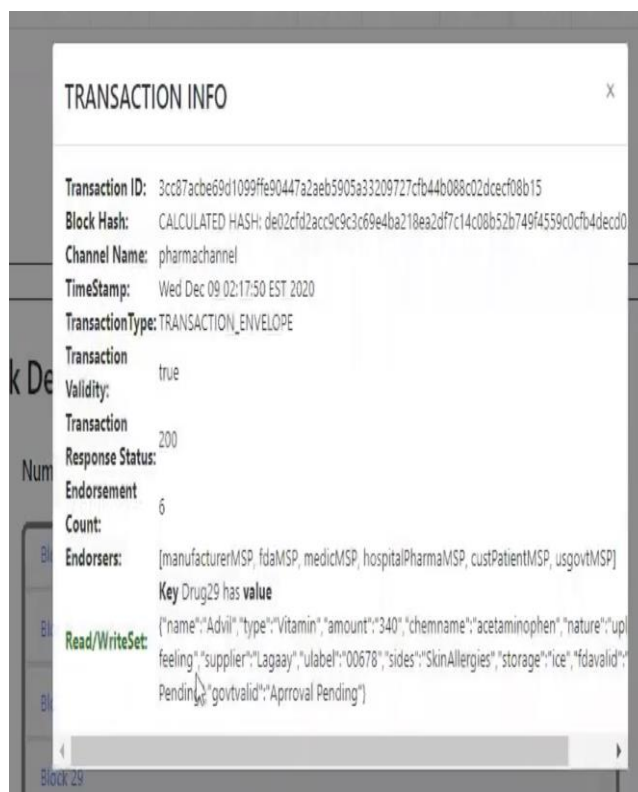 TRANSACTION INFO
X
Transaction ID: 3cc87acbe69d1099ffe90447a2aeb5905a33209727cfb44b088c02dcecf08b15
Block Hash: CALCULATED HASH: de02cfd2acc9c9c3c69e4ba218ea2df7c14c08b52b749f4559c0cfb4decd0
Channel Name: pharmachannel
TimeStamp: Wed Dec 09 02:17:50 EST 2020
TransactionType: TRANSACTION_ENVELOPE
Transaction
Validity: true
Transaction
Response Status: 200
Endorsement
Count: 6
Endorsers: [manufacturerMSP, fdaMSP, medicMSP, hospitalPharmaMSP, custPatientMSP, usgovtMSP]
Key Drug29 has value
Read/WriteSet: {"name":"Advil","type":"Vitamin","amount":"340","chemname":"acetaminophen","nature":"upl
feeling","supplier":"Lagaay","ulabel":"00678","sides":"SkinAllergies","storage":"ice","fdavalid":"
Pending","govtvalid":"Aprroval Pending"}
k De
Num
Block 29